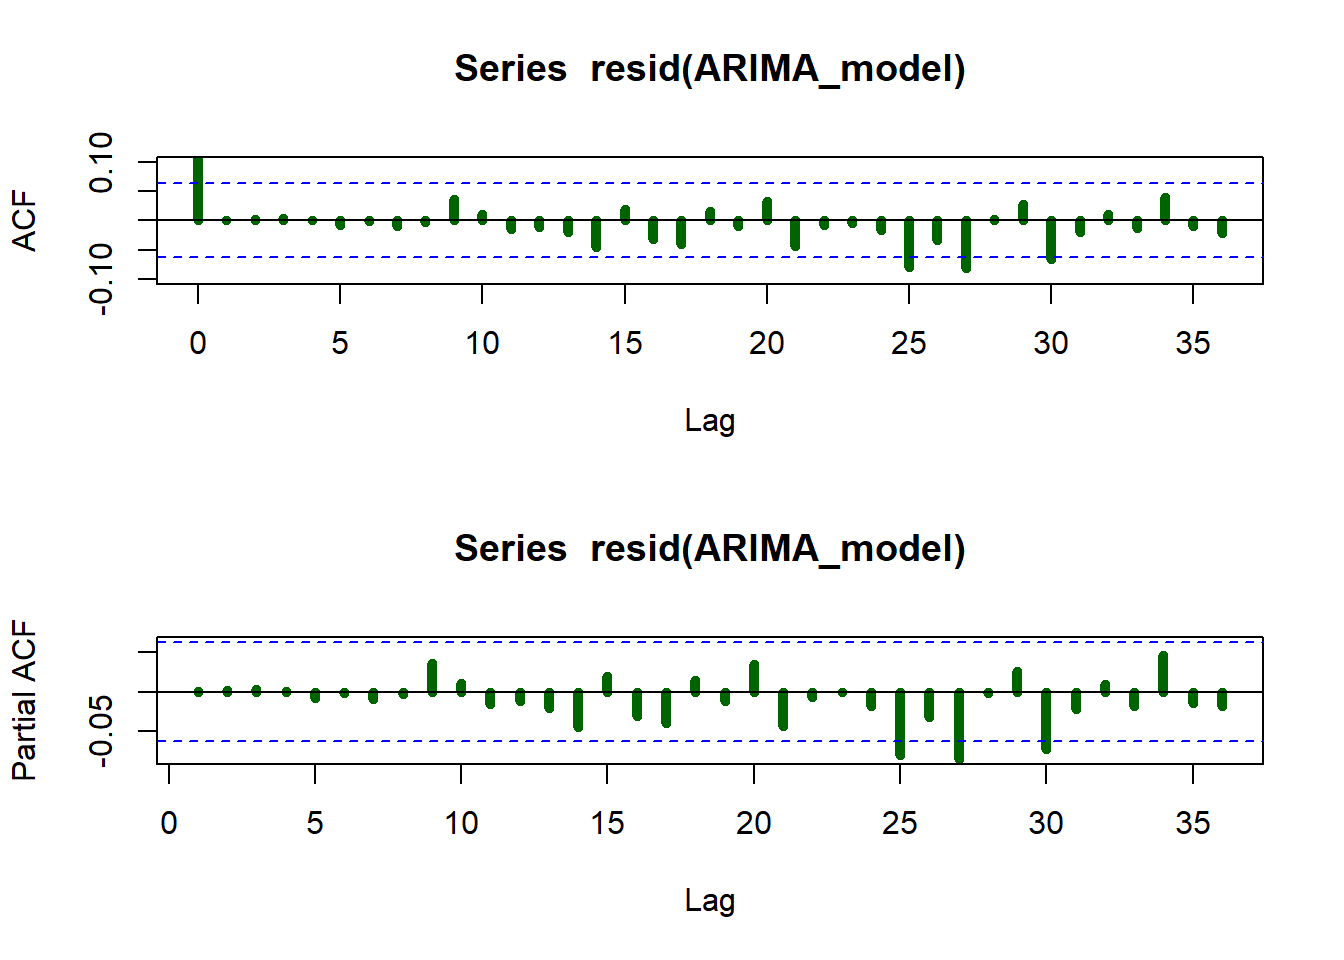 Series  resid(ARIMA_model)
ACF
0.10
-0.10
0 5 10 15 20 25 30 35
Lag
Series  resid(ARIMA_model)
Partial ACF
-0.05
0 5 10 15 20 25 30 35
Lag